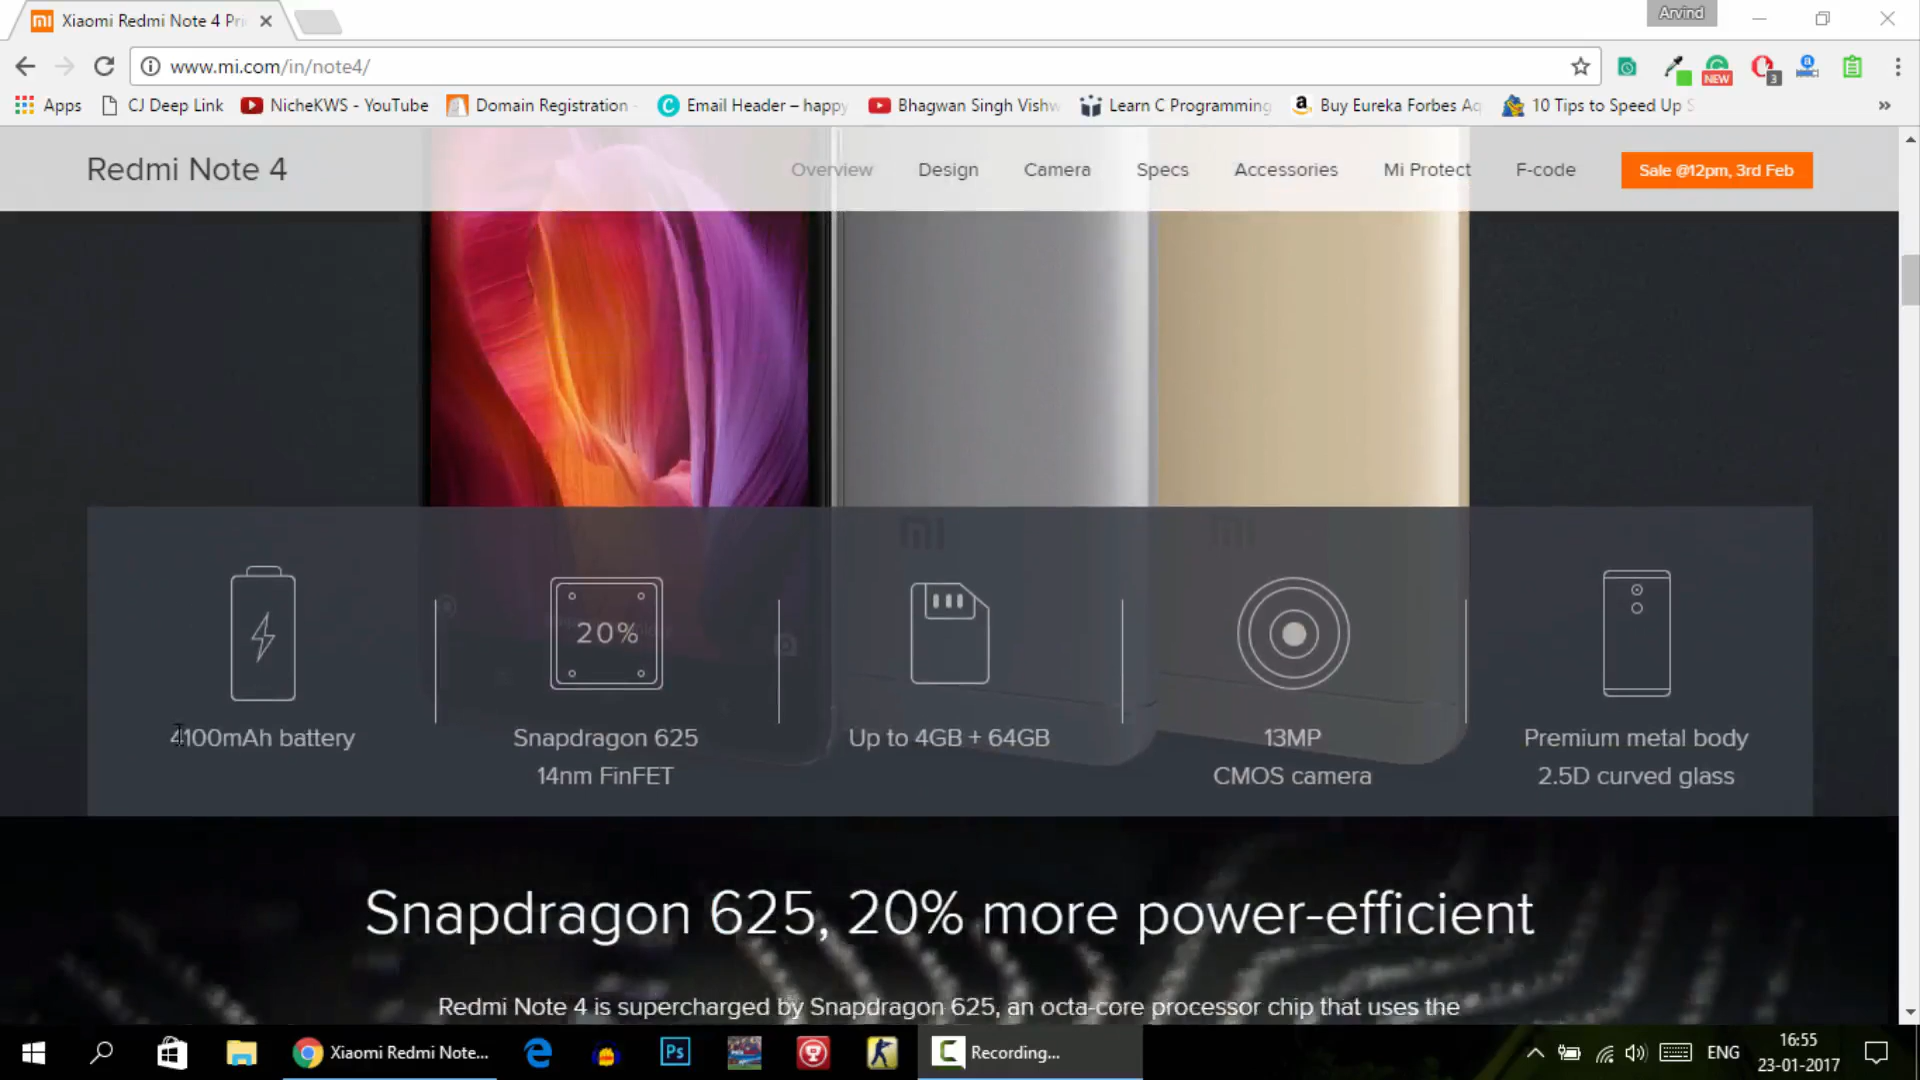 Xiaomi Redmi Note 4 Pri
Arvind
www.mi.com/in/note4/
NEW
3
Apps
CJ Deep Link
NicheKWS - YouTube
Domain Registration -
Email Header – happy
Bhagwan Singh Vishw
Learn C Programming
Buy Eureka Forbes Aq
10 Tips to Speed Up S
»
Redmi Note 4
Overview
Design
Camera
Specs
Accessories
Mi Protect
F-code
Sale @12pm, 3rd Feb
20%
4100mAh battery
Snapdragon 625
14nm FinFET
Up to 4GB + 64GB
13MP
CMOS camera
Premium metal body
2.5D curved glass
Snapdragon 625, 20% more power-efficient
Redmi Note 4 is supercharged by Snapdragon 625, an octa-core processor chip that uses the
Xiaomi Redmi Note...
Ps
Recording...
ENG
16:55
23-01-2017